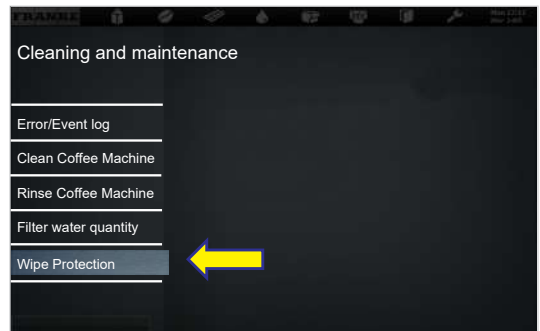 FRANKE
Cleaning and maintenance
Error/Event log
Clean Coffee Machine
Rinse Coffee Machine
Filter water quantity
Wipe Protection